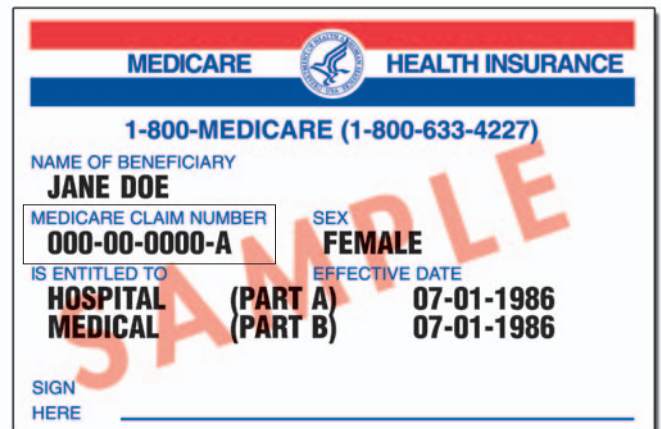 MEDICARE HEALTH INSURANCE
1-800-MEDICARE (1-800-633-4227)
NAME OF BENEFICIARY
JANE DOE
MEDICARE CLAIM NUMBER SEX
000-00-0000-A FEMALE
IS ENTITLED TO EFFECTIVE DATE
HOSPITAL (PART A) 07-01-1986
MEDICAL (PART B) 07-01-1986
SIGN
HERE
SAMPLE